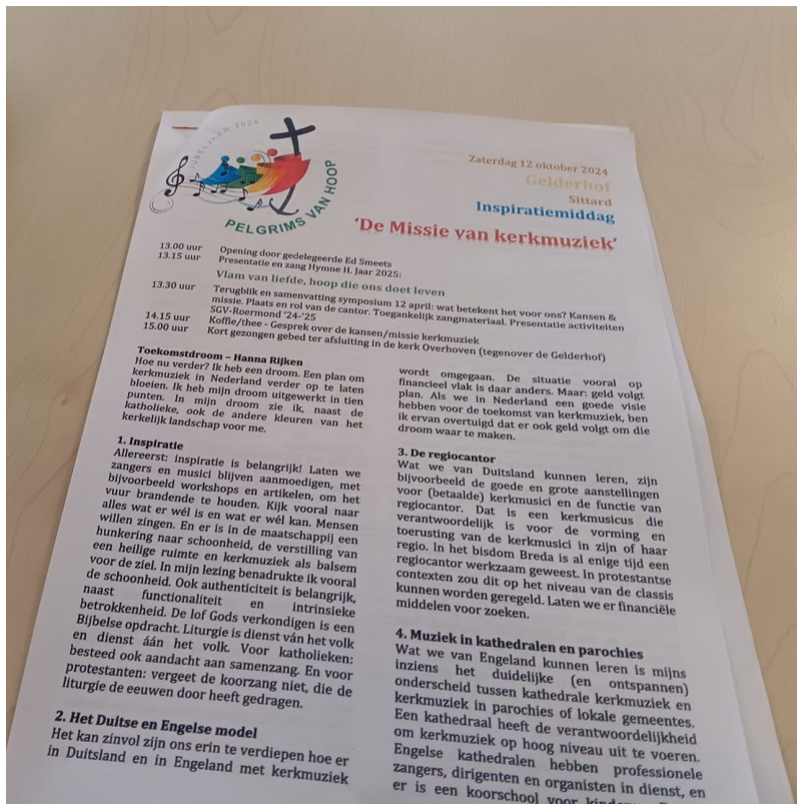 JUBELJAAR 2025
PELGRIMS VAN HOOP
Zaterdag 12 oktober 2024
Gelderhof
Sittard
Inspiratiemiddag
'De Missie van kerkmuziek'
13.00 uur Opening door gedelegeerde Ed Smeets
13.15 uur Presentatie en zang Hymne H. Jaar 2025:
Vlam van liefde, hoop die ons doet leven
13.30 uur Terugblik en samenvatting symposium 12 april: wat betekent het voor ons? Kansen &
missie. Plaats en rol van de cantor. Toegankelijk zangmateriaal. Presentatie activiteiten
SGV-Roermond '24-'25
14.15 uur Koffie/thee - Gesprek over de kansen/missie kerkmuziek
15.00 uur Kort gezongen gebed ter afsluiting in de kerk Overhoven (tegenover de Gelderhof)
Toekomstdroom – Hanna Rijken
Hoe nu verder? Ik heb een droom. Een plan om
kerkmuziek in Nederland verder op te laten
bloeien. Ik heb mijn droom uitgewerkt in tien
punten. In mijn droom zie ik, naast de
katholieke, ook de andere kleuren van het
kerkelijk landschap voor me.
1. Inspiratie
Allereerst: inspiratie is belangrijk! Laten we
zangers en musici blijven aanmoedigen, met
bijvoorbeeld workshops en artikelen, om het
vuur brandende te houden. Kijk vooral naar
alles wat er wél is en wat er wél kan. Mensen
willen zingen. En er is in de maatschappij een
hunkering naar schoonheid, de verstilling van
een heilige ruimte en kerkmuziek als balsem
voor de ziel. In mijn lezing benadrukte ik vooral
de schoonheid. Ook authenticiteit is belangrijk,
naast functionaliteit en intrinsieke
betrokkenheid. De lof Gods verkondigen is een
Bijbelse opdracht. Liturgie is dienst ván het volk
en dienst áán het volk. Voor katholieken:
besteed ook aandacht aan samenzang. En voor
protestanten: vergeet de koorzang niet, die de
liturgie de eeuwen door heeft gedragen.
2. Het Duitse en Engelse model
Het kan zinvol zijn ons erin te verdiepen hoe er
in Duitsland en in Engeland met kerkmuziek
wordt omgegaan. De situatie vooral op
financieel vlak is daar anders. Maar: geld volgt
plan. Als we in Nederland een goede visie
hebben voor de toekomst van kerkmuziek, ben
ik ervan overtuigd dat er ook geld volgt om die
droom waar te maken.
3. De regiocantor
Wat we van Duitsland kunnen leren, zijn
bijvoorbeeld de goede en grote aanstellingen
voor (betaalde) kerkmusici en de functie van
regiocantor. Dat is een kerkmusicus die
verantwoordelijk is voor de vorming en
toerusting van de kerkmusici in zijn of haar
regio. In het bisdom Breda is al enige tijd een
regiocantor werkzaam geweest. In protestantse
contexten zou dit op het niveau van de classis
kunnen worden geregeld. Laten we er financiële
middelen voor zoeken.
4. Muziek in kathedralen en parochies
Wat we van Engeland kunnen leren is mijns
inziens het duidelijke (en ontspannen)
onderscheid tussen kathedrale kerkmuziek en
kerkmuziek in parochies of lokale gemeentes.
Een kathedraal heeft de verantwoordelijkheid
om kerkmuziek op hoog niveau uit te voeren.
Engelse kathedralen hebben professionele
zangers, dirigenten en organisten in dienst, en
er is een koorschool voor